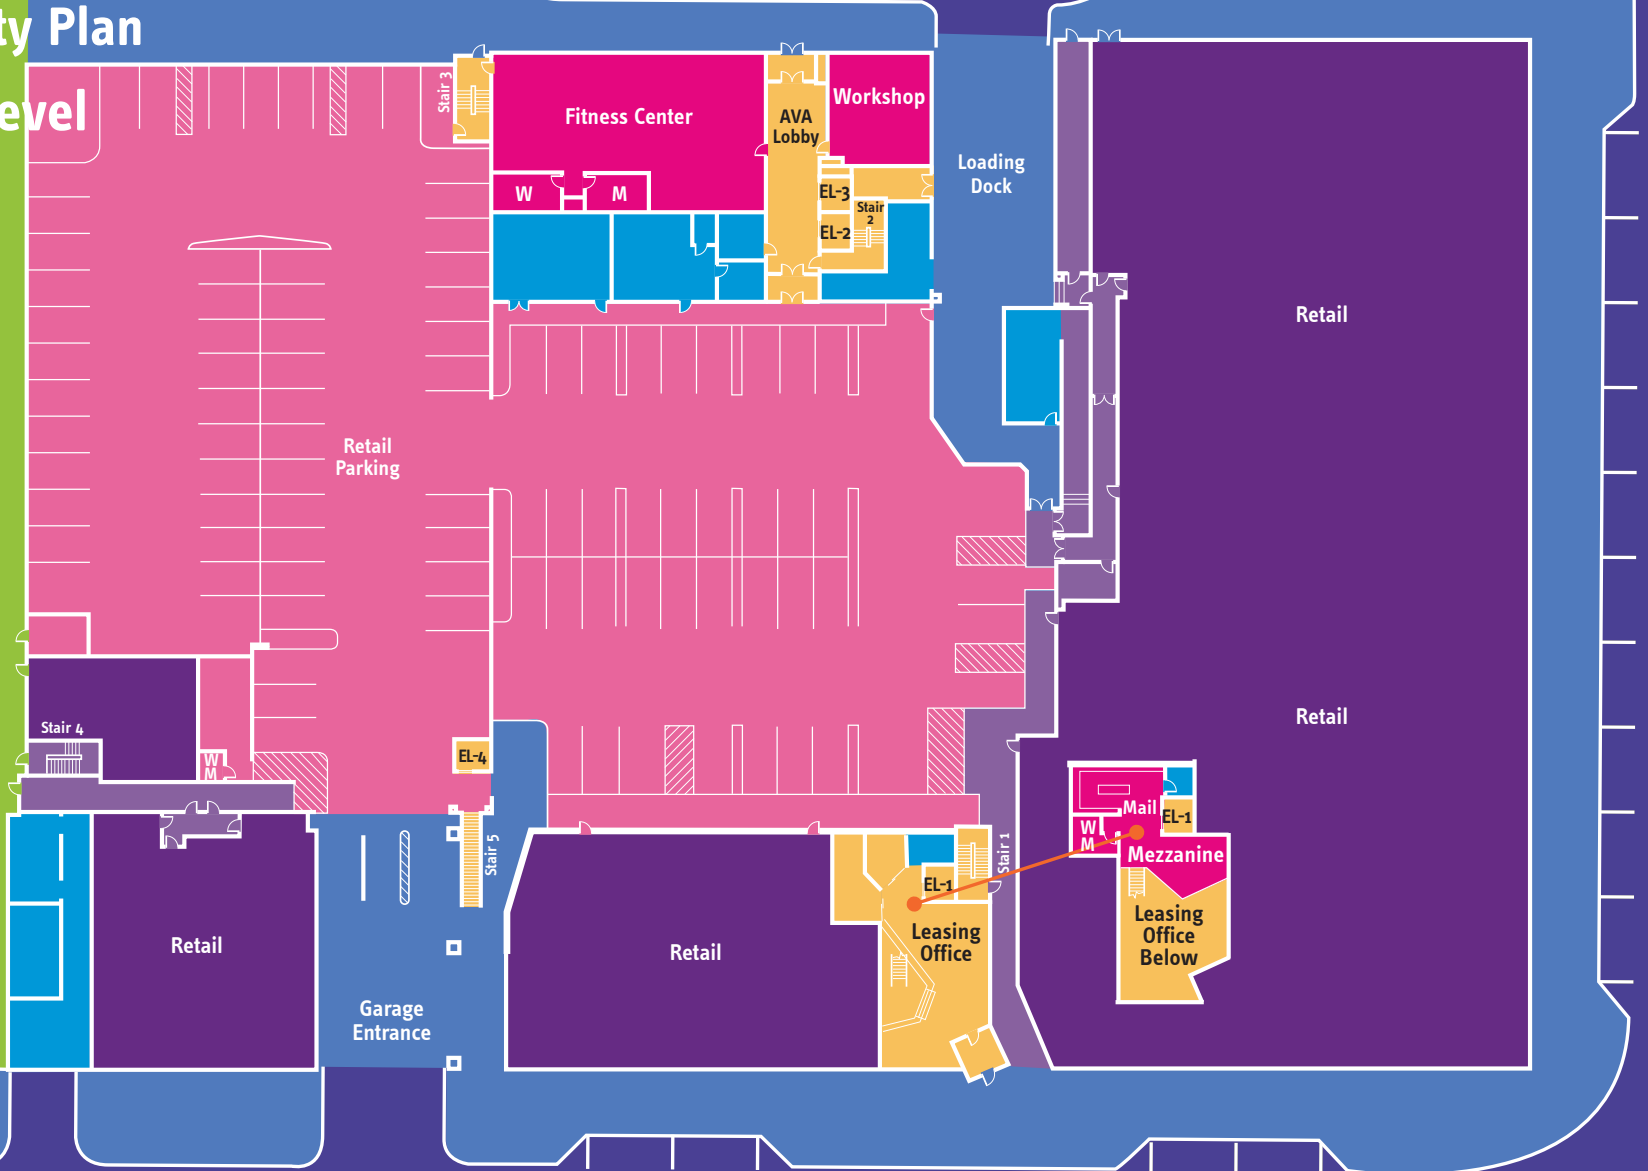 ty Plan
evel
Stair 3
Fitness Center
AVA
Lobby
Workshop
Loading
Dock
W
M
EL-3
Stair
2
EL-2
Retail
Retail
Parking
Retail
Stair 4
W
M
EL-4
Stair 5
Stair 1
Mail
EL-1
W
M
Mezzanine
EL-1
Leasing
Office
Leasing
Office
Below
Retail
Retail
Garage
Entrance